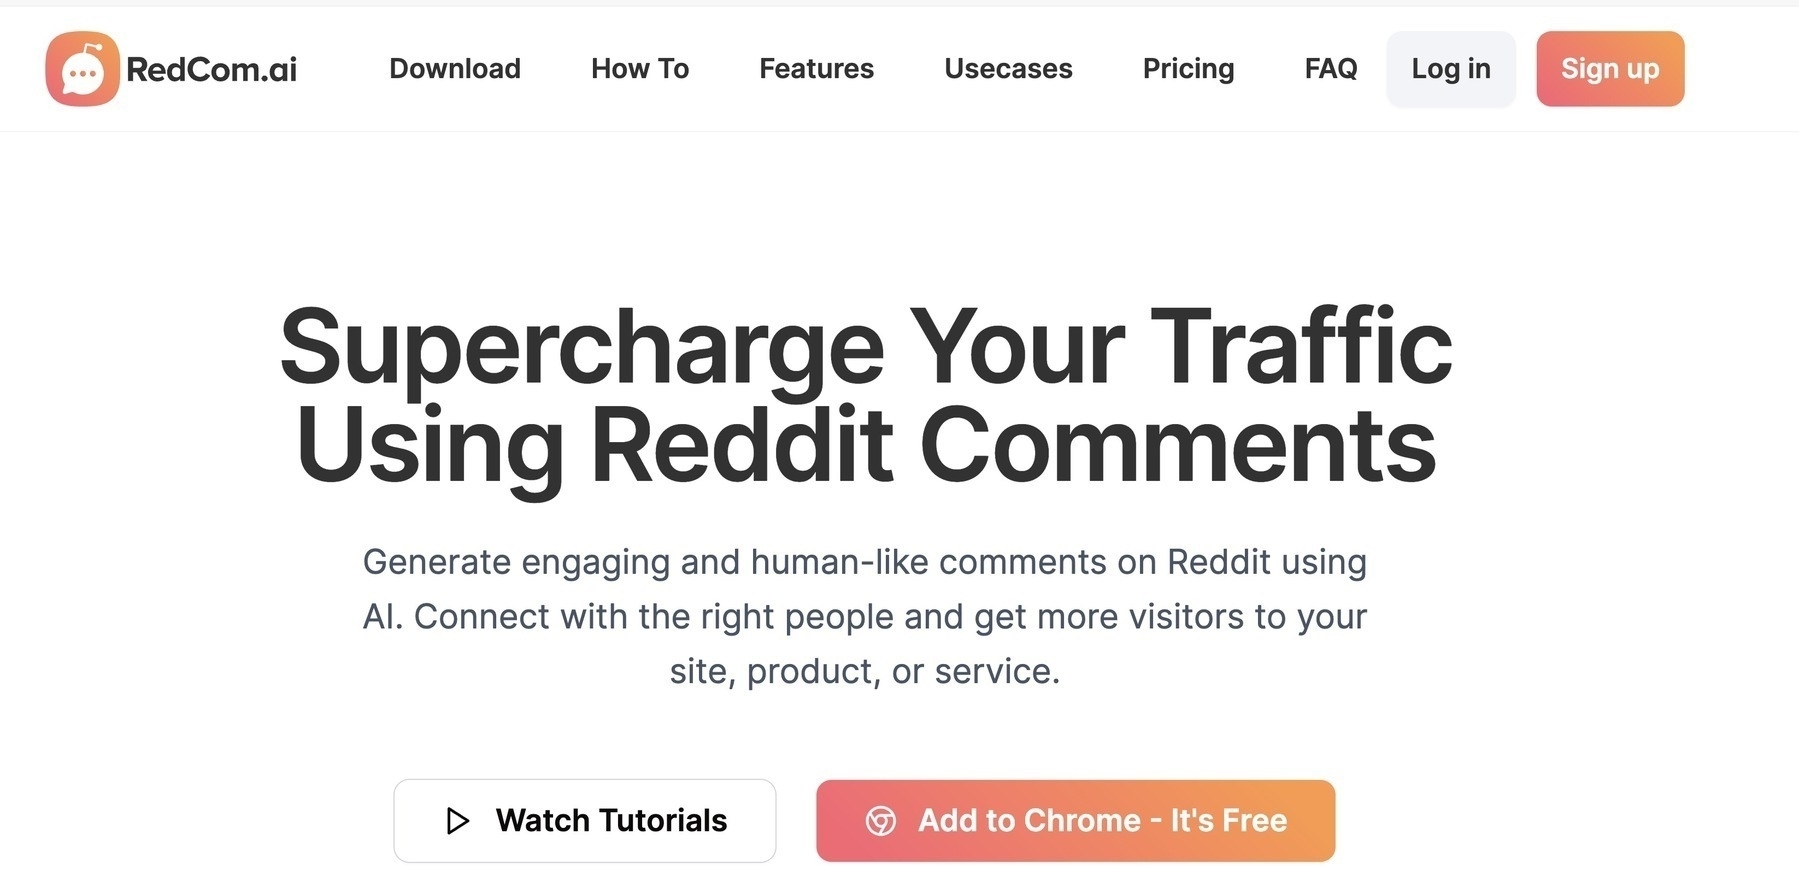 RedCom.ai Download How To Features Usecases Pricing FAQ Log in Sign up
Supercharge Your Traffic
Using Reddit Comments
Generate engaging and human-like comments on Reddit using
AI. Connect with the right people and get more visitors to your
site, product, or service.
Watch Tutorials Add to Chrome - It's Free